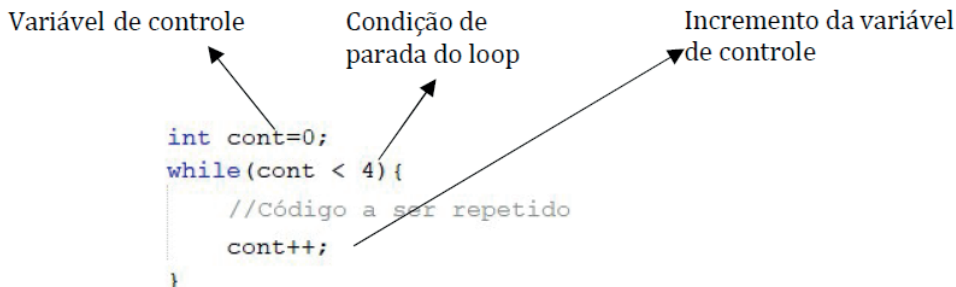 Variável de controle
Condição de
parada do loop
Incremento da variável
de controle
int cont=0;
while(cont < 4){
//Código a ser repetido
cont++;
}